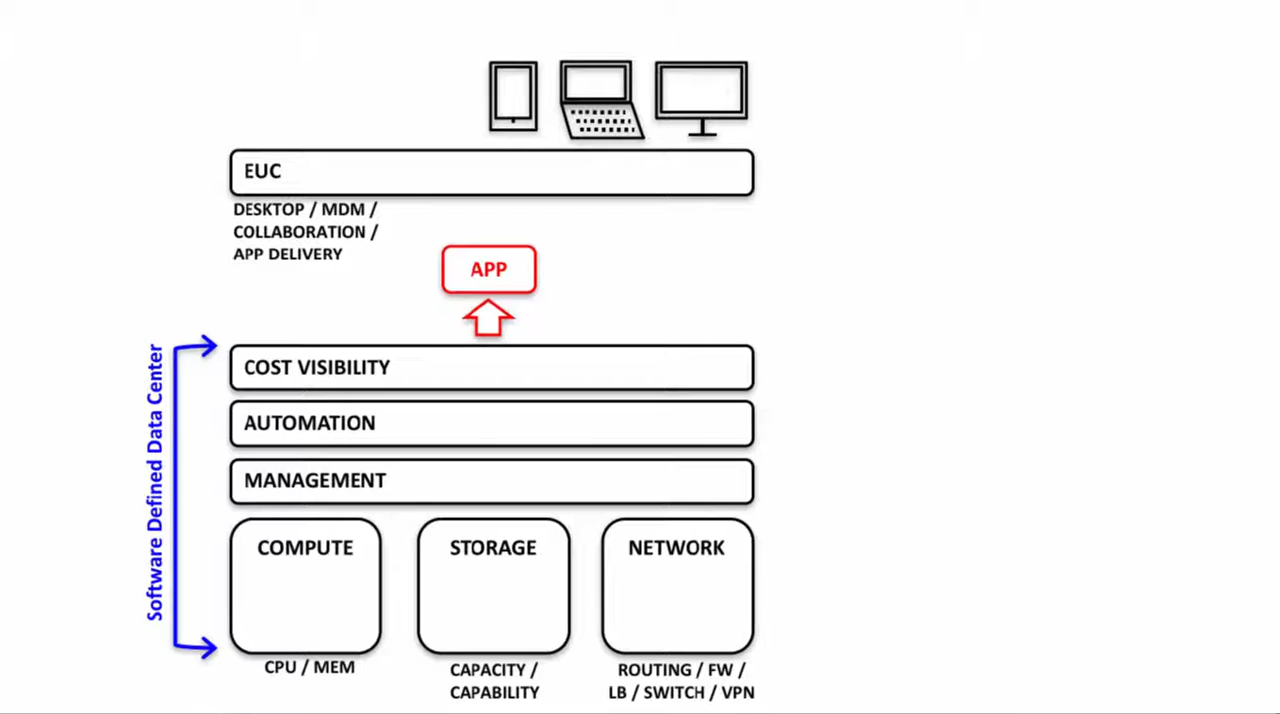 EUC
DESKTOP / MDM /
COLLABORATION /
APP DELIVERY
APP
Software Defined Data Center
COST VISIBILITY
AUTOMATION
MANAGEMENT
COMPUTE
STORAGE
NETWORK
CPU / MEM
CAPACITY /
CAPABILITY
ROUTING / FW /
LB / SWITCH / VPN